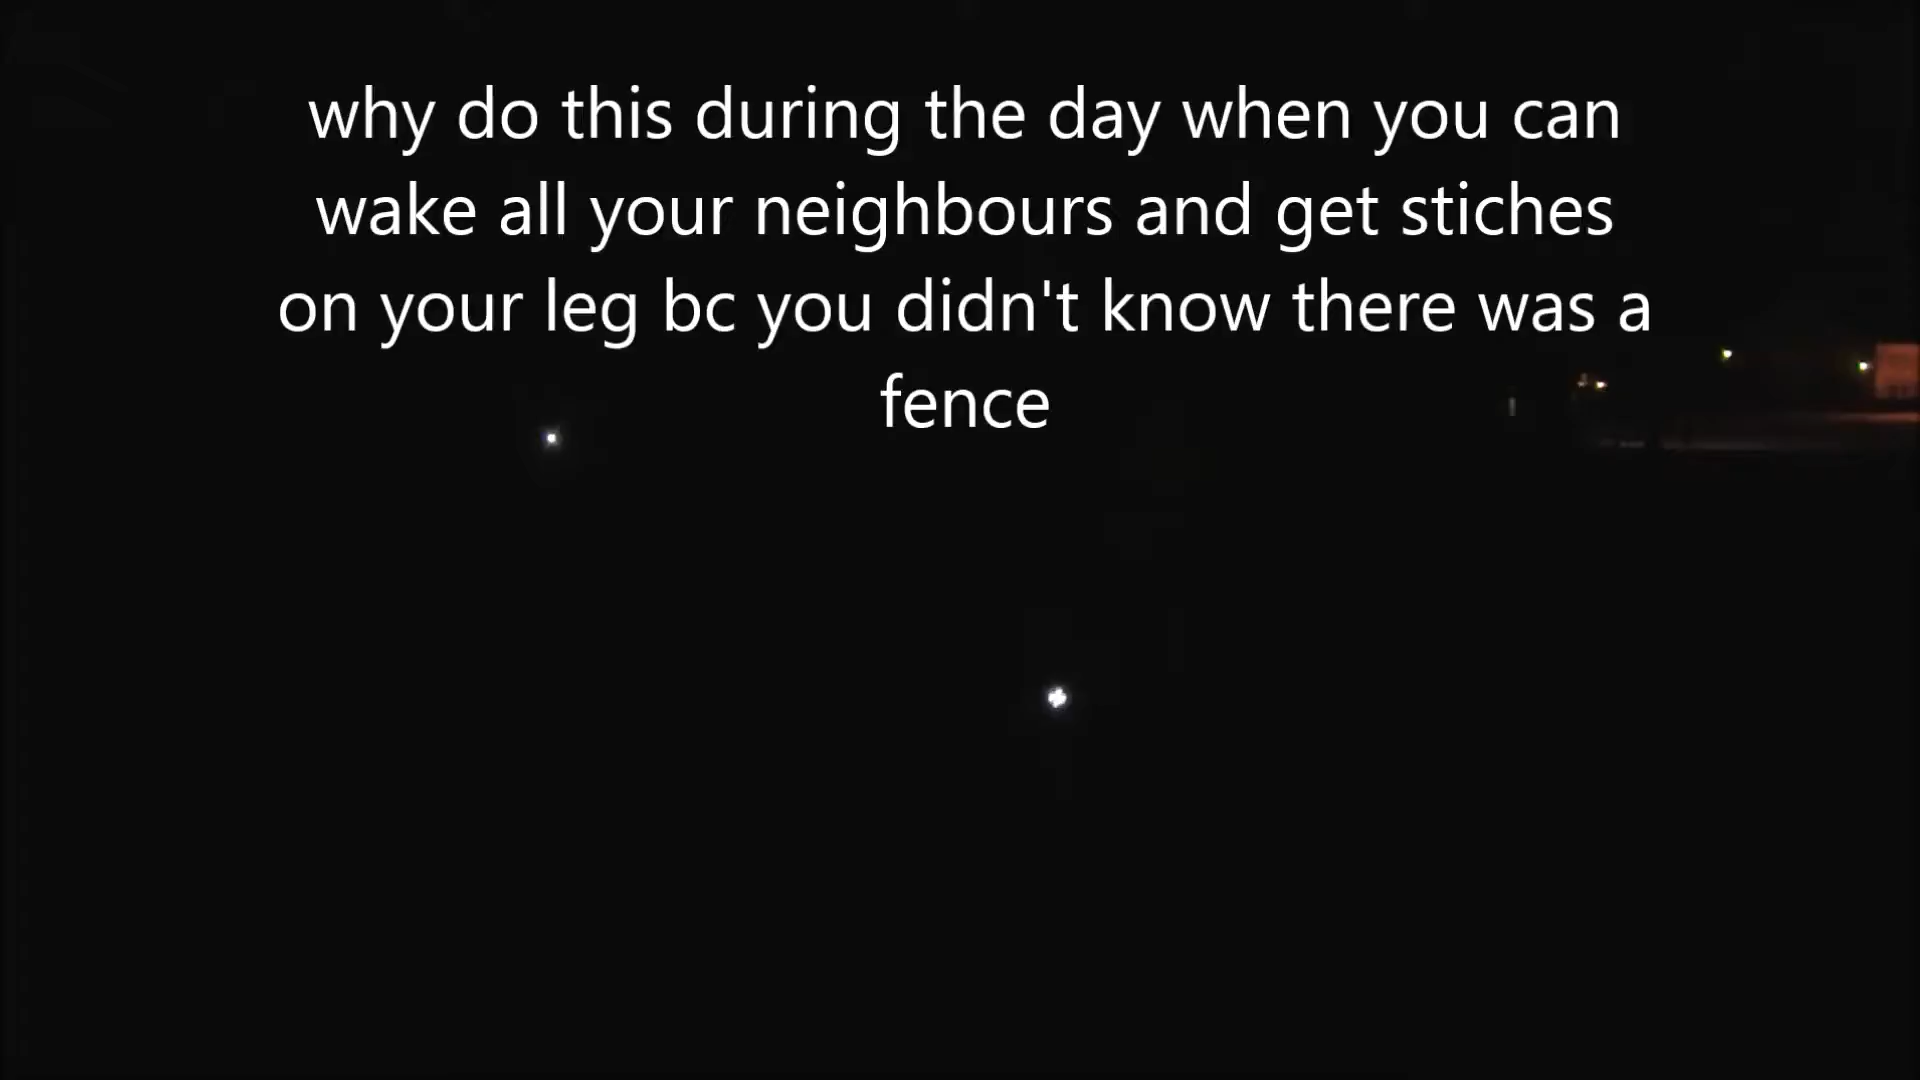 why do this during the day when you can
wake all your neighbours and get stiches
on your leg bc you didn't know there was a
fence